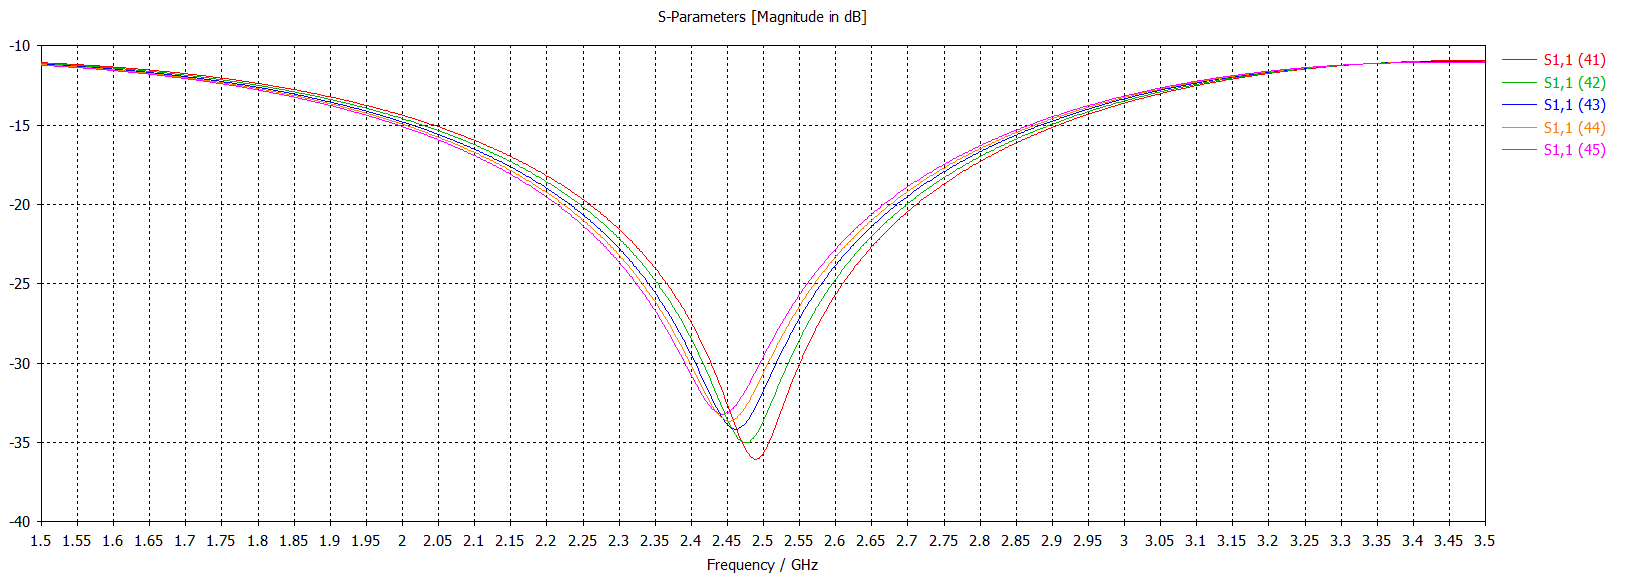 S-Parameters [Magnitude in dB]
-10
-15
-20
-25
-30
-35
-40
1.5 1.55 1.6 1.65 1.7 1.75 1.8 1.85 1.9 1.95 2 2.05 2.1 2.15 2.2 2.25 2.3 2.35 2.4 2.45 2.5 2.55 2.6 2.65 2.7 2.75 2.8 2.85 2.9 2.95 3 3.05 3.1 3.15 3.2 3.25 3.3 3.35 3.4 3.45 3.5
Frequency / GHz
S1,1 (41)
S1,1 (42)
S1,1 (43)
S1,1 (44)
S1,1 (45)